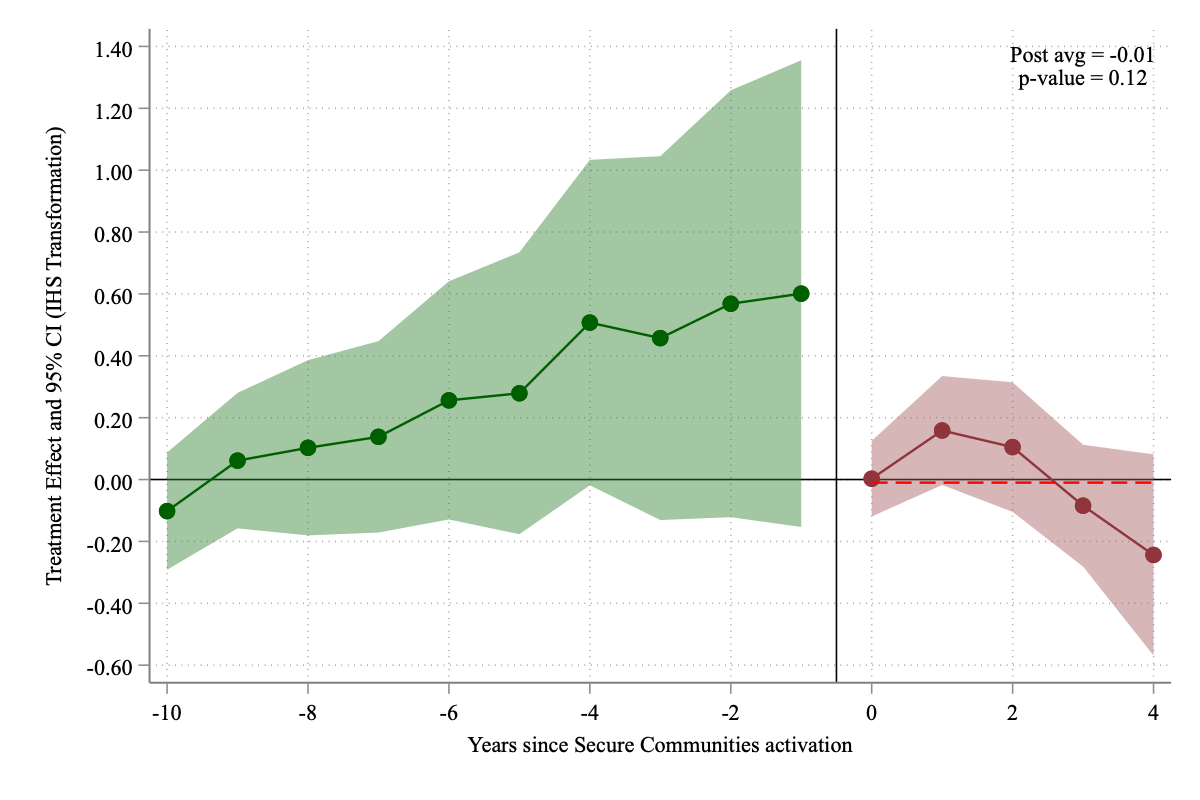 Post avg = -0.01
p-value = 0.12
Treatment Effect and 95% CI (IHS Transformation)
1.40
1.20
1.00
0.80
0.60
0.40
0.20
0.00
-0.20
-0.40
-0.60
-10 -8 -6 -4 -2 0 2 4
Years since Secure Communities activation